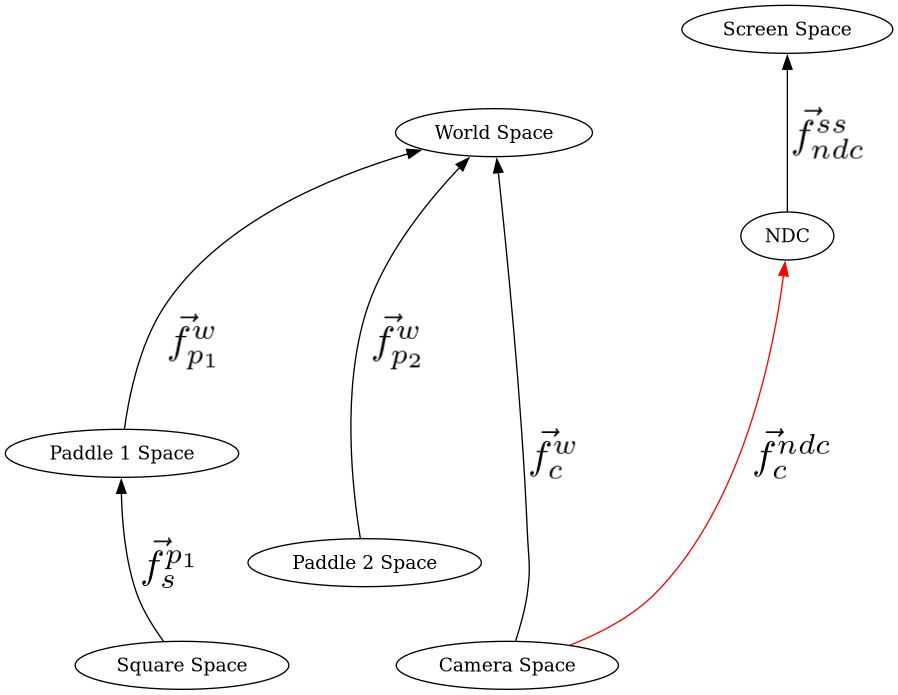 Screen Space
World Space
$\vec{f}_{ndc}^{ss}$
NDC
$\vec{f}_{p_1}^{w}$
$\vec{f}_{p_2}^{w}$
Paddle 1 Space
$\vec{f}_{c}^{w}$
$\vec{f}_{c}^{ndc}$
$\vec{f}_{s}^{p_1}$
Paddle 2 Space
Square Space
Camera Space